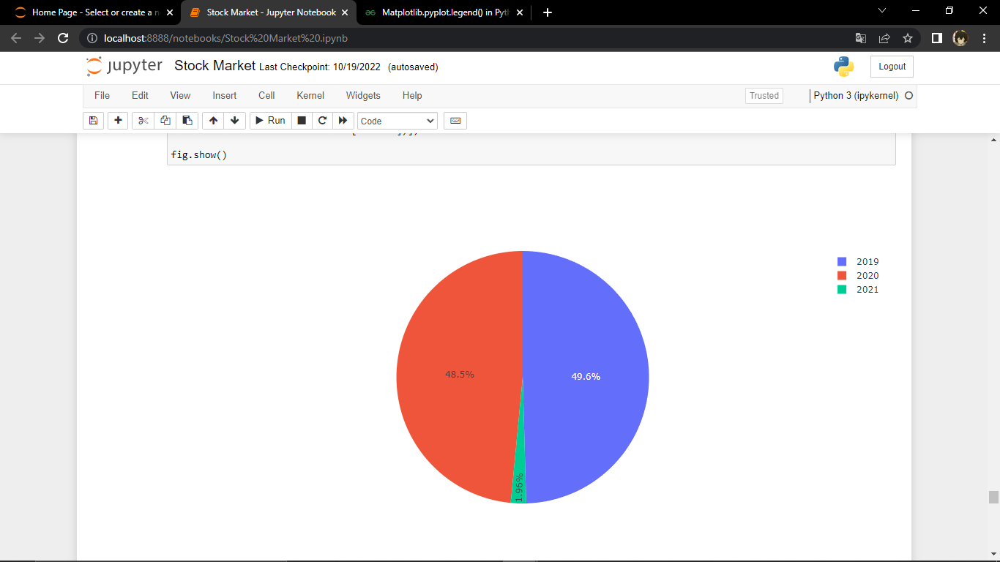 Home Page - Select or create a n
Stock Market - Jupyter Notebook
Matplotlib.pyplot.legend() in Pyth
localhost:8888/notebooks/Stock%20Market%20.ipynb
jupyter Stock Market Last Checkpoint: 10/19/2022 (autosaved)
Logout
File Edit View Insert Cell Kernel Widgets Help
Trusted
Python 3 (ipykernel)
Run
Code
fig.show()
2019
2020
2021
48.5%
49.6%
1.96%